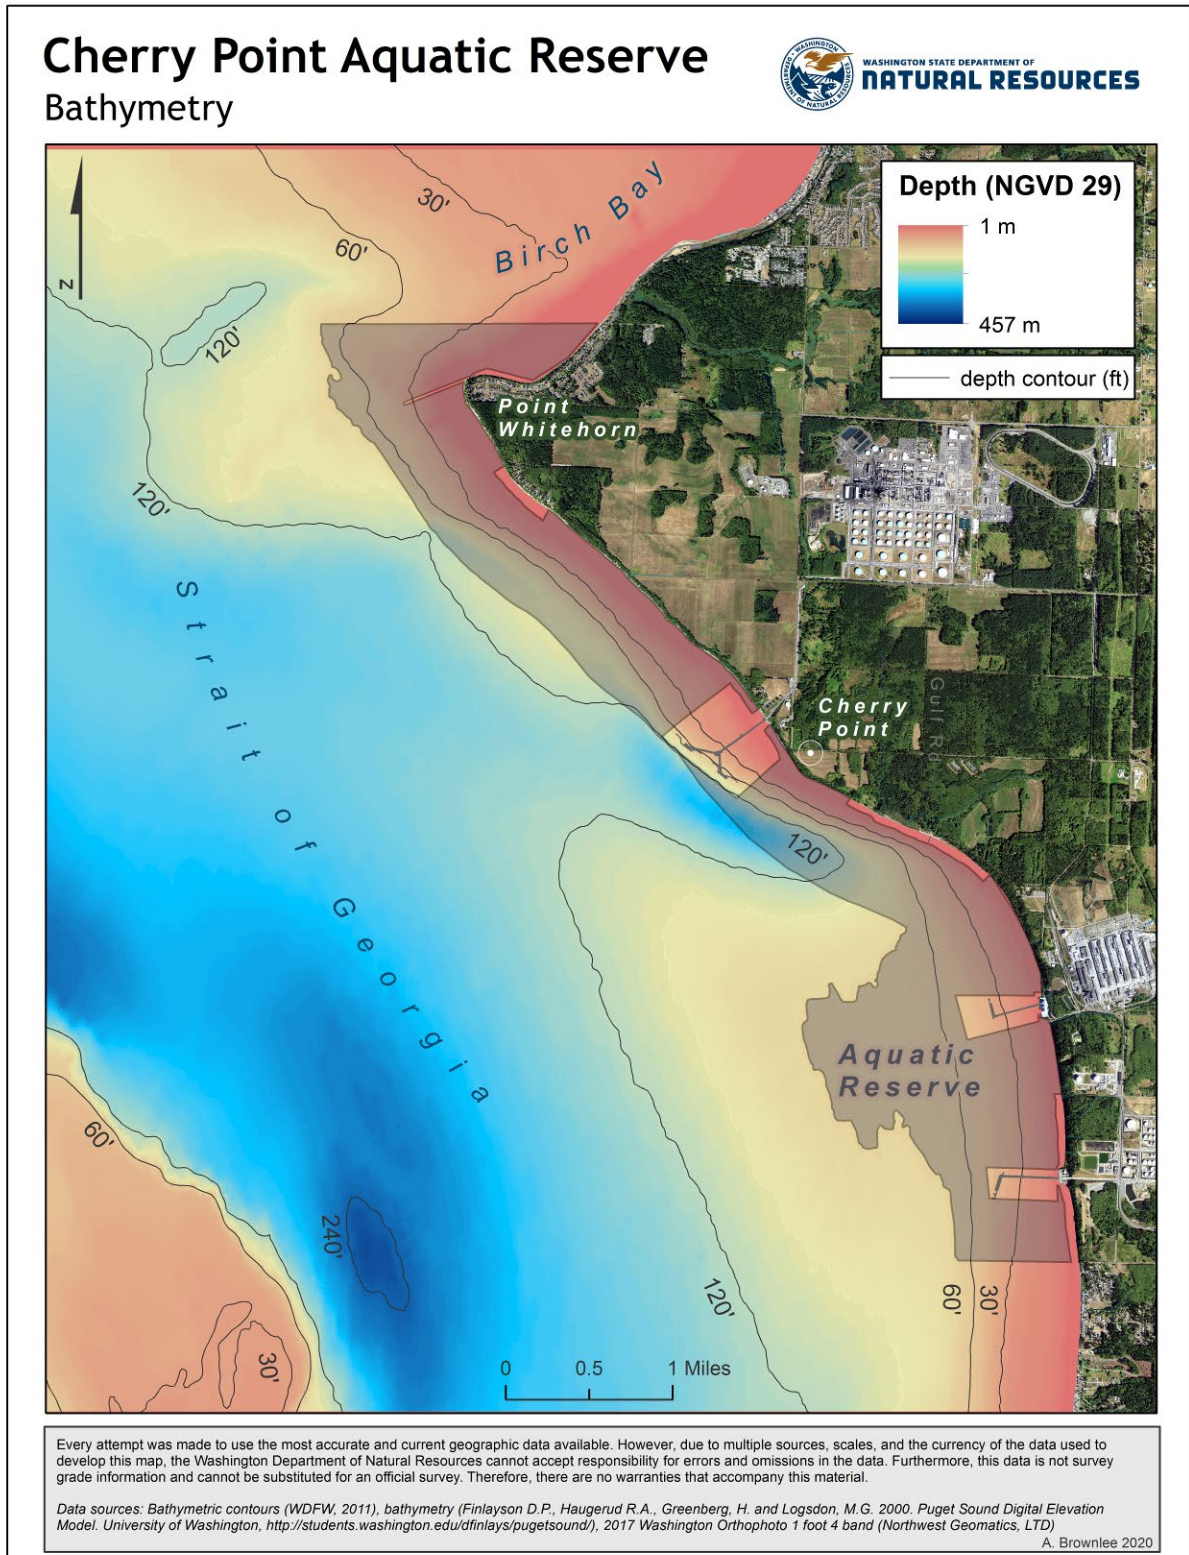 Cherry Point Aquatic Reserve
Bathymetry
WASHINGTON STATE DEPARTMENT OF
NATURAL RESOURCES
WASHINGTON
DEPARTMENT OF NATURAL RESOURCES
Depth (NGVD 29)
1 m
457 m
depth contour (ft)
N
30'
60'
Birch Bay
120'
Point
Whitehorn
120'
Strait of Georgia
Cherry
Point
Gulf Rd
120'
Aquatic
Reserve
60'
240'
120'
60'
30'
30'
0 0.5 1 Miles
Every attempt was made to use the most accurate and current geographic data available. However, due to multiple sources, scales, and the currency of the data used to
develop this map, the Washington Department of Natural Resources cannot accept responsibility for errors and omissions in the data. Furthermore, this data is not survey
grade information and cannot be substituted for an official survey. Therefore, there are no warranties that accompany this material.
Data sources: Bathymetric contours (WDFW, 2011), bathymetry (Finlayson D.P., Haugerud R.A., Greenberg, H. and Logsdon, M.G. 2000. Puget Sound Digital Elevation
Model. University of Washington, http://students.washington.edu/dfinlays/pugetsound/), 2017 Washington Orthophoto 1 foot 4 band (Northwest Geomatics, LTD)
A. Brownlee 2020